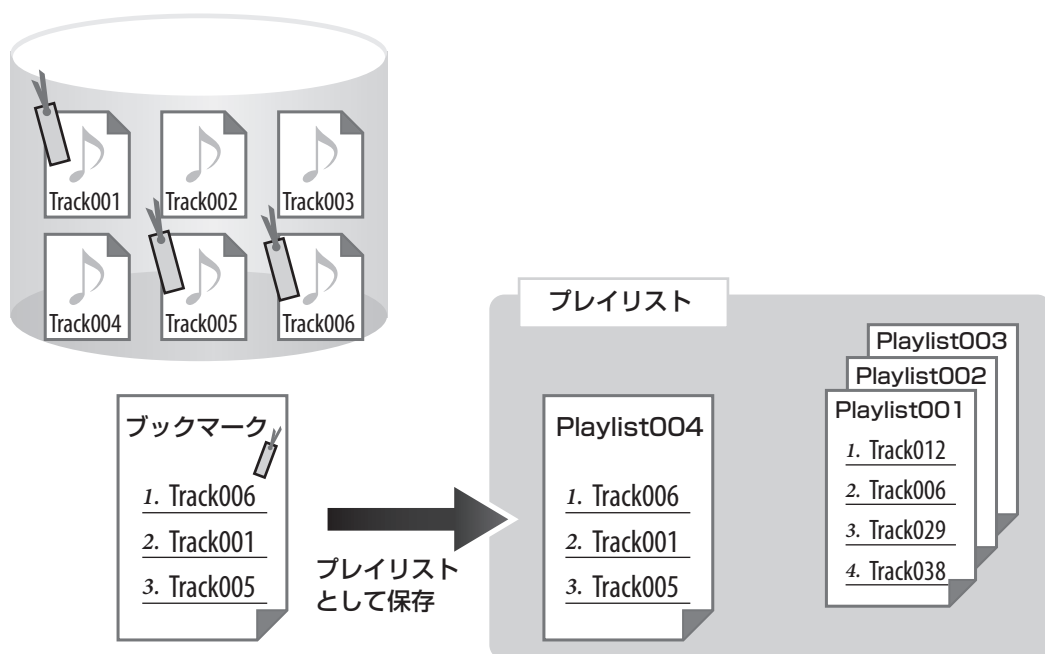 Track001
Track002
Track003
Track004
Track005
Track006
ブックマーク
1. Track006
2. Track001
3. Track005
プレイリスト
として保存
プレイリスト
Playlist004
1. Track006
2. Track001
3. Track005
Playlist003
Playlist002
Playlist001
1. Track012
2. Track006
3. Track029
4. Track038